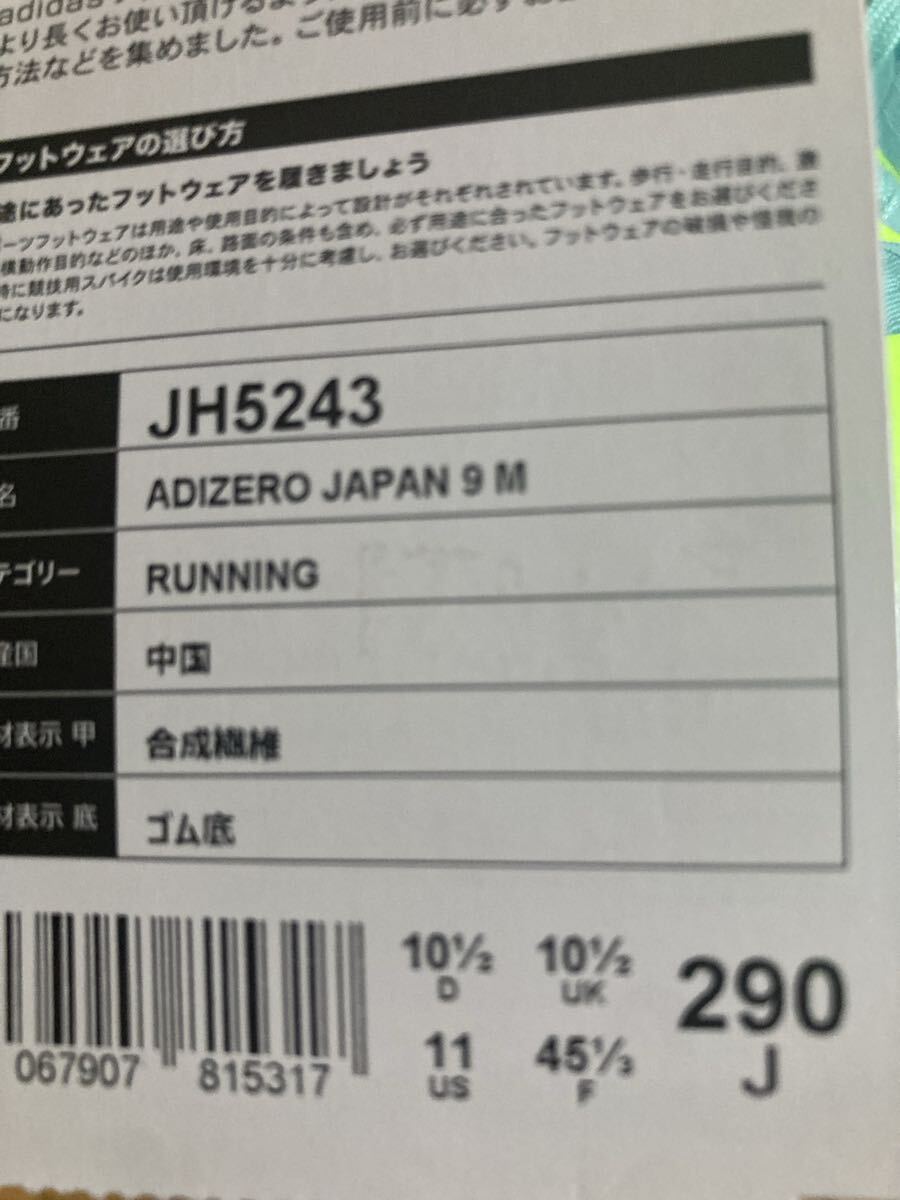 adidas
より長くお使い頂けるよう
方法などを集めました。ご使用前に必ずお
フットウェアの選び方
途にあったフットウェアを履きましょう
ーツフットウェアは用途や使用目的によって設計がそれぞれされています。歩行・走行目的、激
横動作目的などのほか、床、路面の条件も含め、必ず用途に合ったフットウェアをお選びくださ
特に競技用スパイクは使用環境を十分に考慮し、お選びください。フットウェアの破損や怪我の
になります。
番 JH5243
名 ADIZERO JAPAN 9 M
テゴリー RUNNING
産国 中国
材表示 甲 合成繊維
材表示 底 ゴム底
10½ D
10½ UK
290 J
11 US
45⅓ F
067907 815317